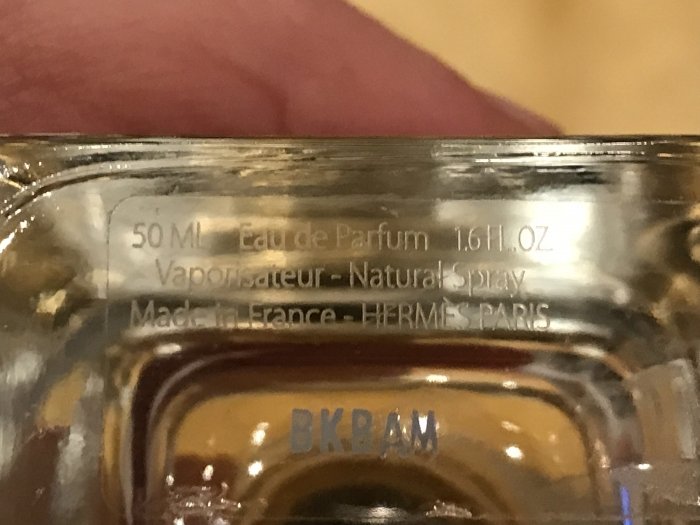 50 ML Eau de Parfum 1.6 FL.OZ
Vaporisateur - Natural Spray
Made in France - HERMÈS PARIS
BKBAM